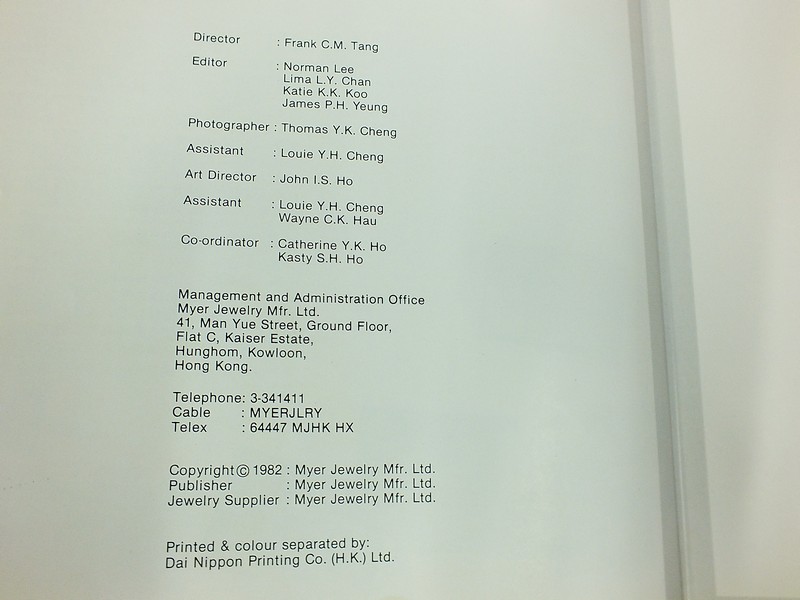 Director : Frank C.M. Tang
Editor : Norman Lee
Lima L.Y. Chan
Katie K.K. Koo
James P.H. Yeung
Photographer : Thomas Y.K. Cheng
Assistant : Louie Y.H. Cheng
Art Director : John I.S. Ho
Assistant : Louie Y.H. Cheng
Wayne C.K. Hau
Co-ordinator : Catherine Y.K. Ho
Kasty S.H. Ho
Management and Administration Office
Myer Jewelry Mfr. Ltd.
41, Man Yue Street, Ground Floor,
Flat C, Kaiser Estate,
Hunghom, Kowloon,
Hong Kong.
Telephone: 3-341411
Cable : MYERJLRY
Telex : 64447 MJHK HX
Copyright © 1982 : Myer Jewelry Mfr. Ltd.
Publisher : Myer Jewelry Mfr. Ltd.
Jewelry Supplier : Myer Jewelry Mfr. Ltd.
Printed & colour separated by:
Dai Nippon Printing Co. (H.K.) Ltd.